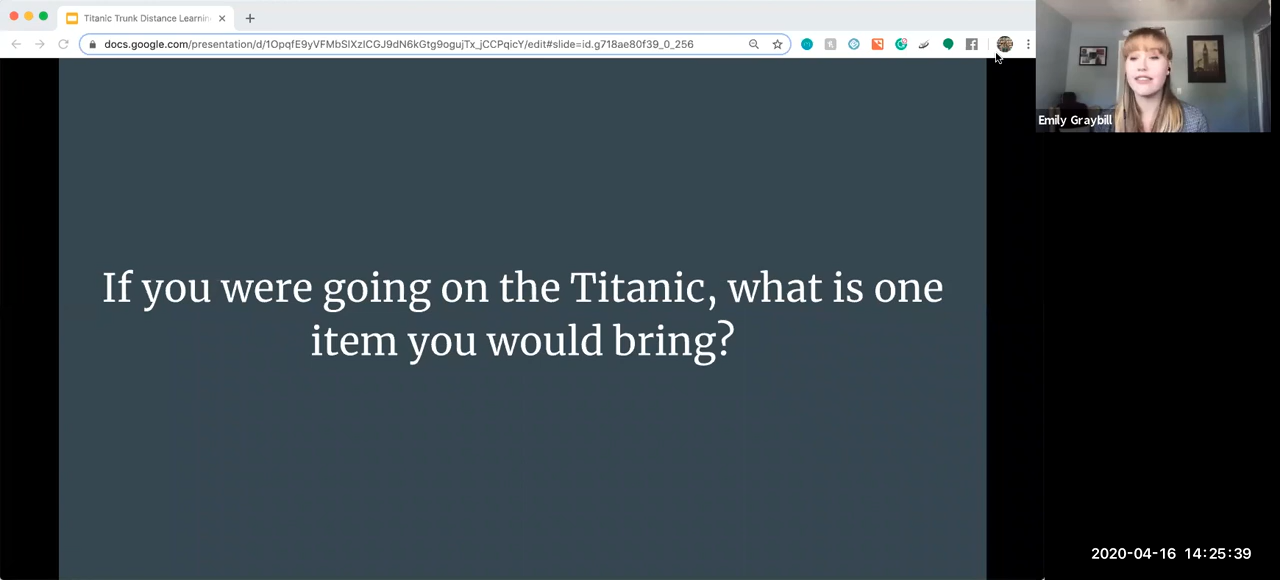 Titanic Trunk Distance Learnin
docs.google.com/presentation/d/1OpqfE9yVFMbSIXzICGJ9dN6kGtg9ogujTx_jCCPqicY/edit#slide=id.g718ae80f39_0_256
Emily Graybill
If you were going on the Titanic, what is one
item you would bring?
2020-04-16 14:25:39